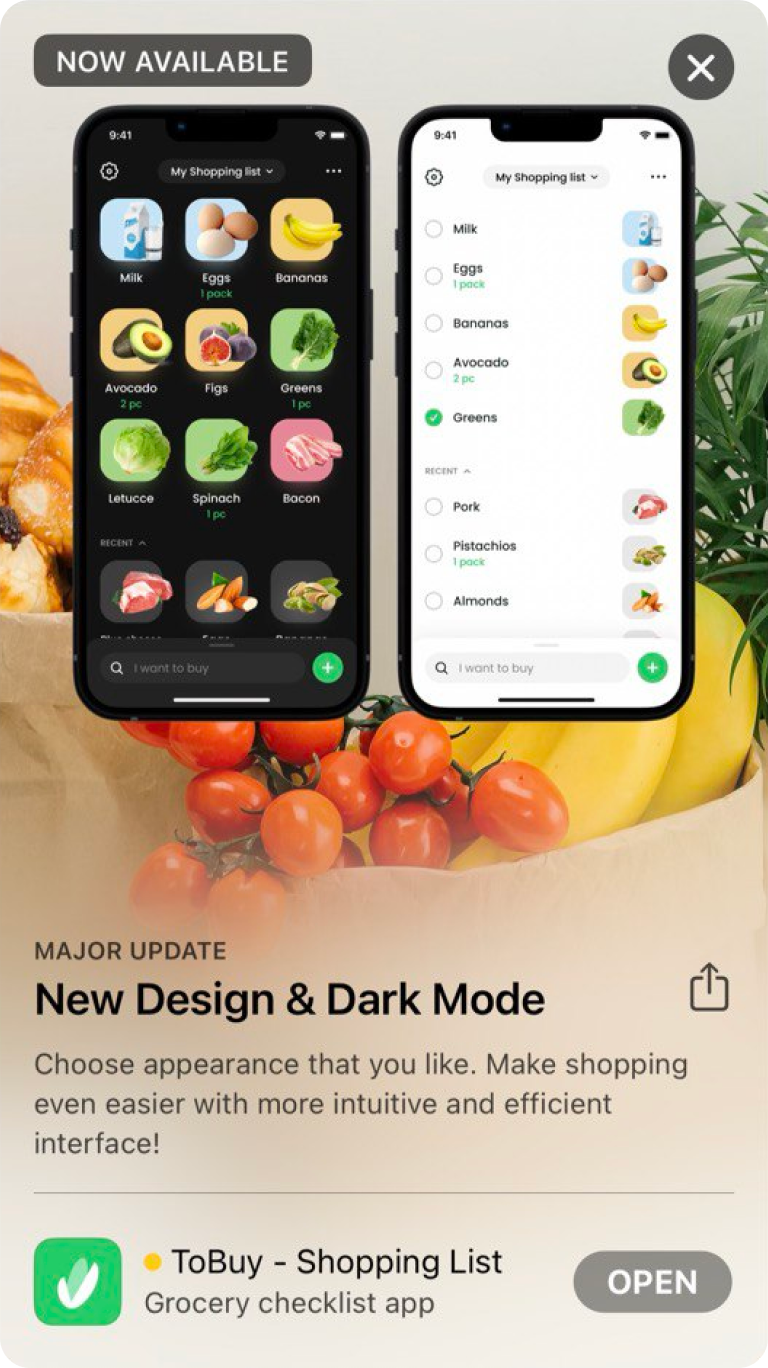 NOW AVAILABLE
9:41
My Shopping list
Milk
Eggs
Bananas
1 pack
Avocado
Figs
Greens
2 pc
1 pc
Letucce
Spinach
Bacon
1 pc
RECENT
I want to buy
9:41
My Shopping list
Milk
Eggs
1 pack
Bananas
Avocado
2 pc
Greens
RECENT
Pork
Pistachios
1 pack
Almonds
I want to buy
MAJOR UPDATE
New Design & Dark Mode
Choose appearance that you like. Make shopping
even easier with more intuitive and efficient
interface!
ToBuy - Shopping List
Grocery checklist app
OPEN